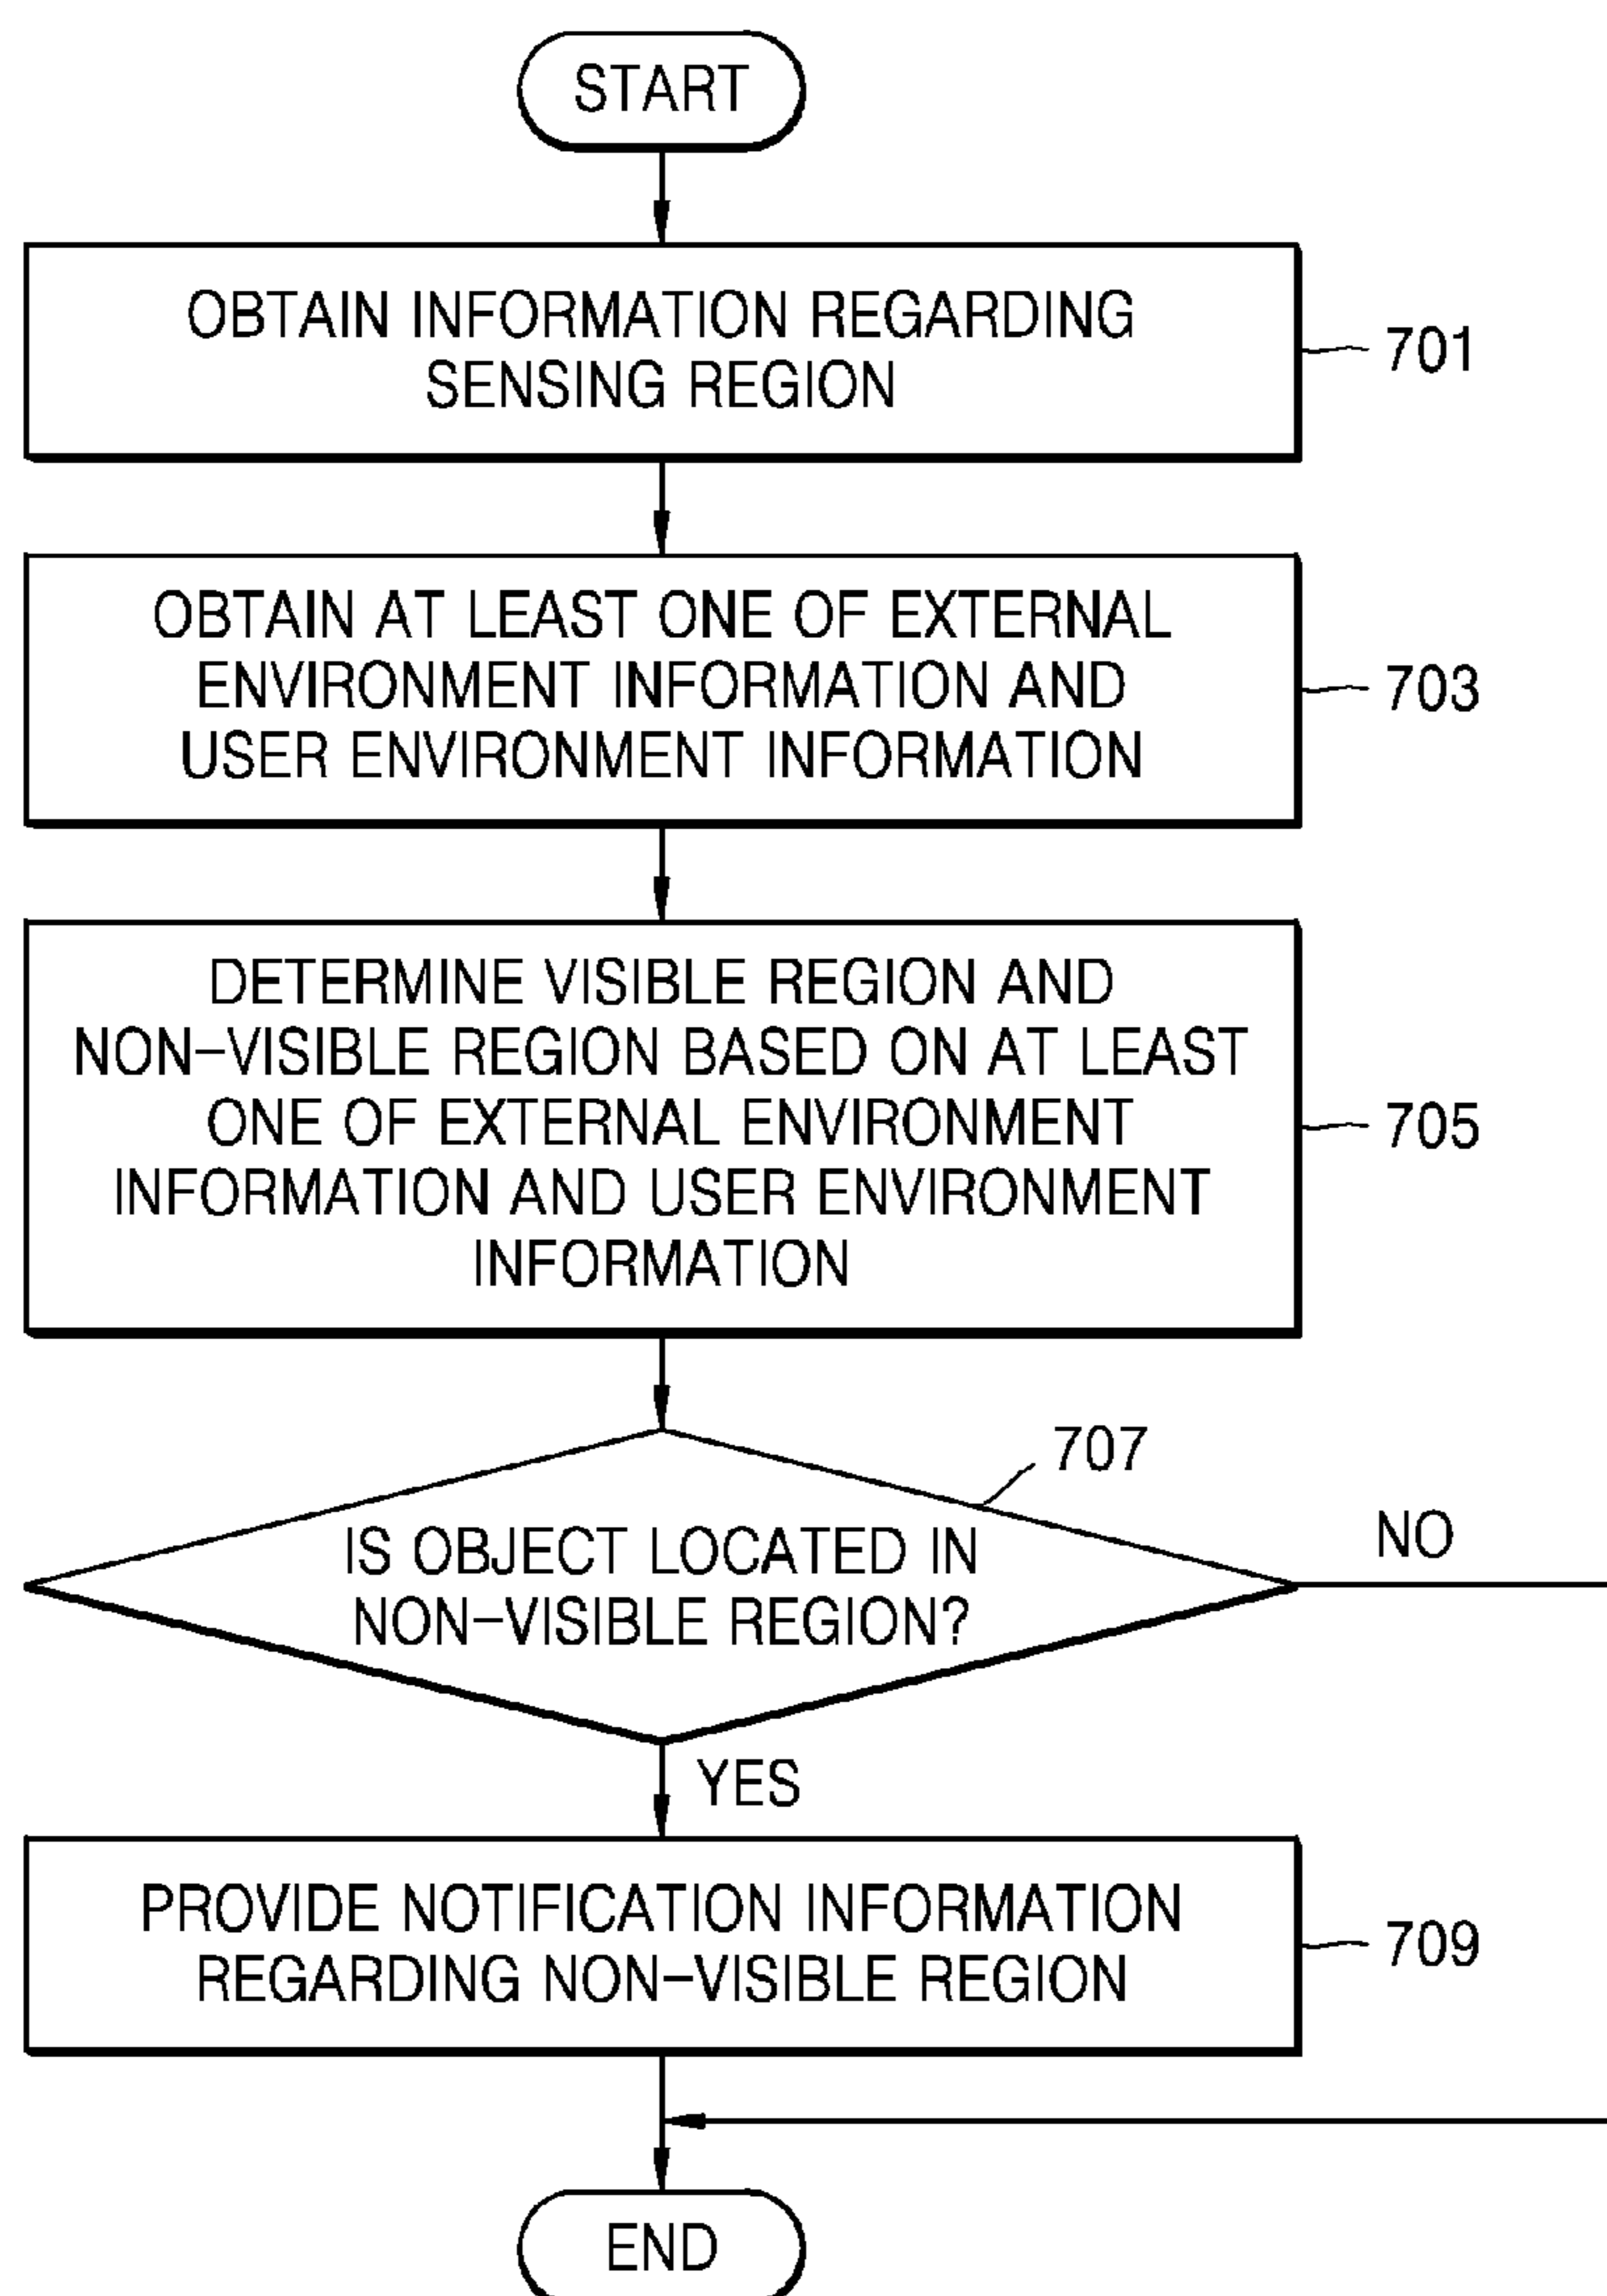 START
OBTAIN INFORMATION REGARDING
SENSING REGION
701
OBTAIN AT LEAST ONE OF EXTERNAL
ENVIRONMENT INFORMATION AND
USER ENVIRONMENT INFORMATION
703
DETERMINE VISIBLE REGION AND
NON-VISIBLE REGION BASED ON AT LEAST
ONE OF EXTERNAL ENVIRONMENT
INFORMATION AND USER ENVIRONMENT
INFORMATION
705
707
IS OBJECT LOCATED IN
NON-VISIBLE REGION?
NO
YES
PROVIDE NOTIFICATION INFORMATION
REGARDING NON-VISIBLE REGION
709
END